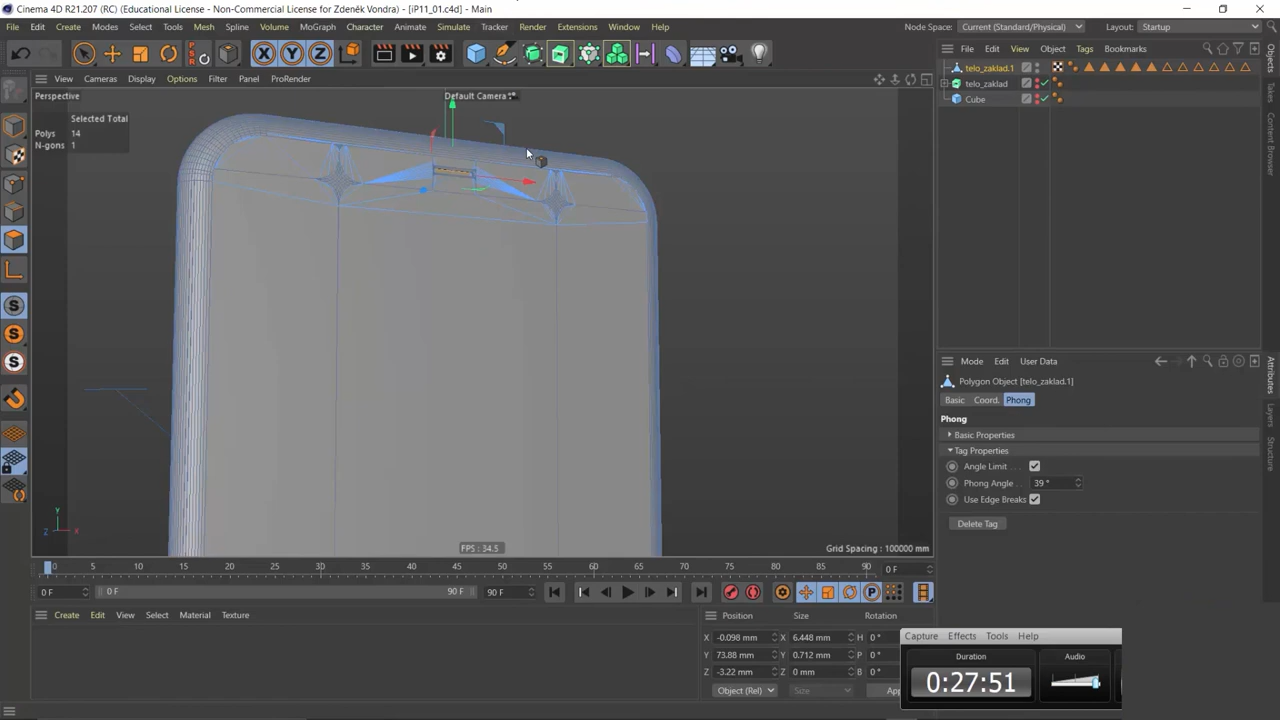 Cinema 4D R21.207 (RC) (Educational License - Non-Commercial License for Zdeněk Vondra) - [iP11_01.c4d] - Main
File Edit Create Modes Select Tools Mesh Spline Volume MoGraph Character Animate Simulate Tracker Render Extensions Window Help
Node Space: Current (Standard/Physical) Layout: Startup
View Cameras Display Options Filter Panel ProRender
File Edit View Object Tags Bookmarks
Perspective
Default Camera
Selected Total
Polys 14
N-gons 1
telo_zaklad.1
telo_zaklad
Cube
Objects
Takes
Content Browser
Mode Edit User Data
Polygon Object [telo_zaklad.1]
Basic Coord. Phong
Phong
Basic Properties
Tag Properties
Angle Limit
Phong Angle 39 °
Use Edge Breaks
Delete Tag
Attributes
Layers
Structure
Y
Z X
FPS : 34.5
Grid Spacing : 100000 mm
0 5 10 15 20 25 30 35 40 45 50 55 60 65 70 75 80 85 90 0 F
0 F 0 F 90 F 90 F
Create Edit View Select Material Texture
Position Size Rotation
X -0.098 mm X 6.448 mm H 0 °
Y 73.88 mm Y 0.712 mm P 0 °
Z -3.22 mm Z 0 mm B 0 °
Object (Rel) Size
Capture Effects Tools Help
Duration Audio
0:27:51